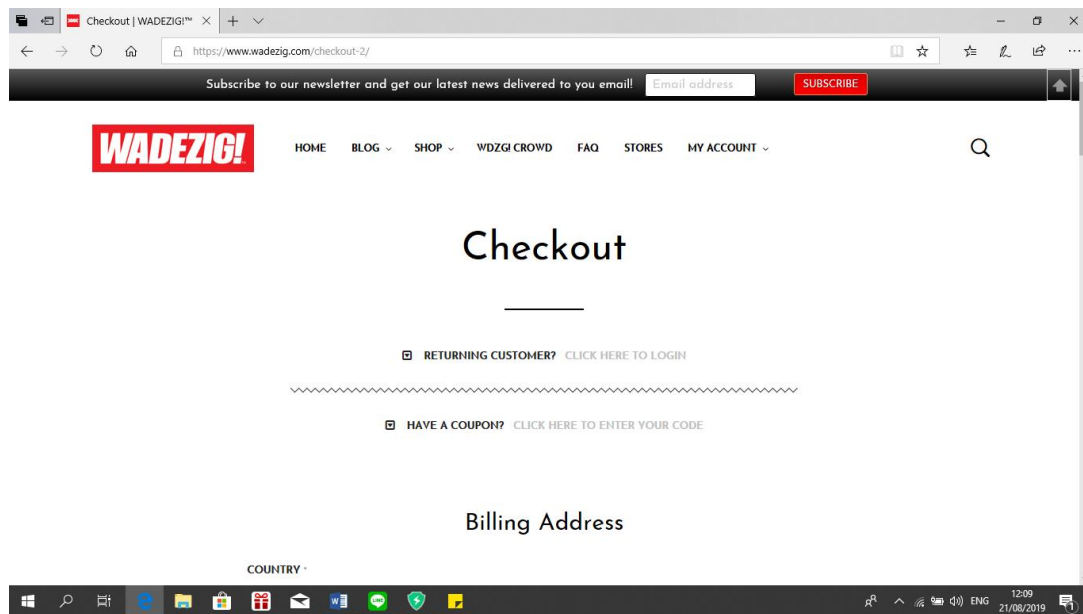 Checkout | WADEZIG!™
https://www.wadezig.com/checkout-2/
Subscribe to our newsletter and get our latest news delivered to you email! Email address SUBSCRIBE
WADEZIG! HOME BLOG SHOP WDZGI CROWD FAQ STORES MY ACCOUNT
Checkout
RETURNING CUSTOMER? CLICK HERE TO LOGIN
HAVE A COUPON? CLICK HERE TO ENTER YOUR CODE
Billing Address
COUNTRY *
ENG 12:09
21/08/2019